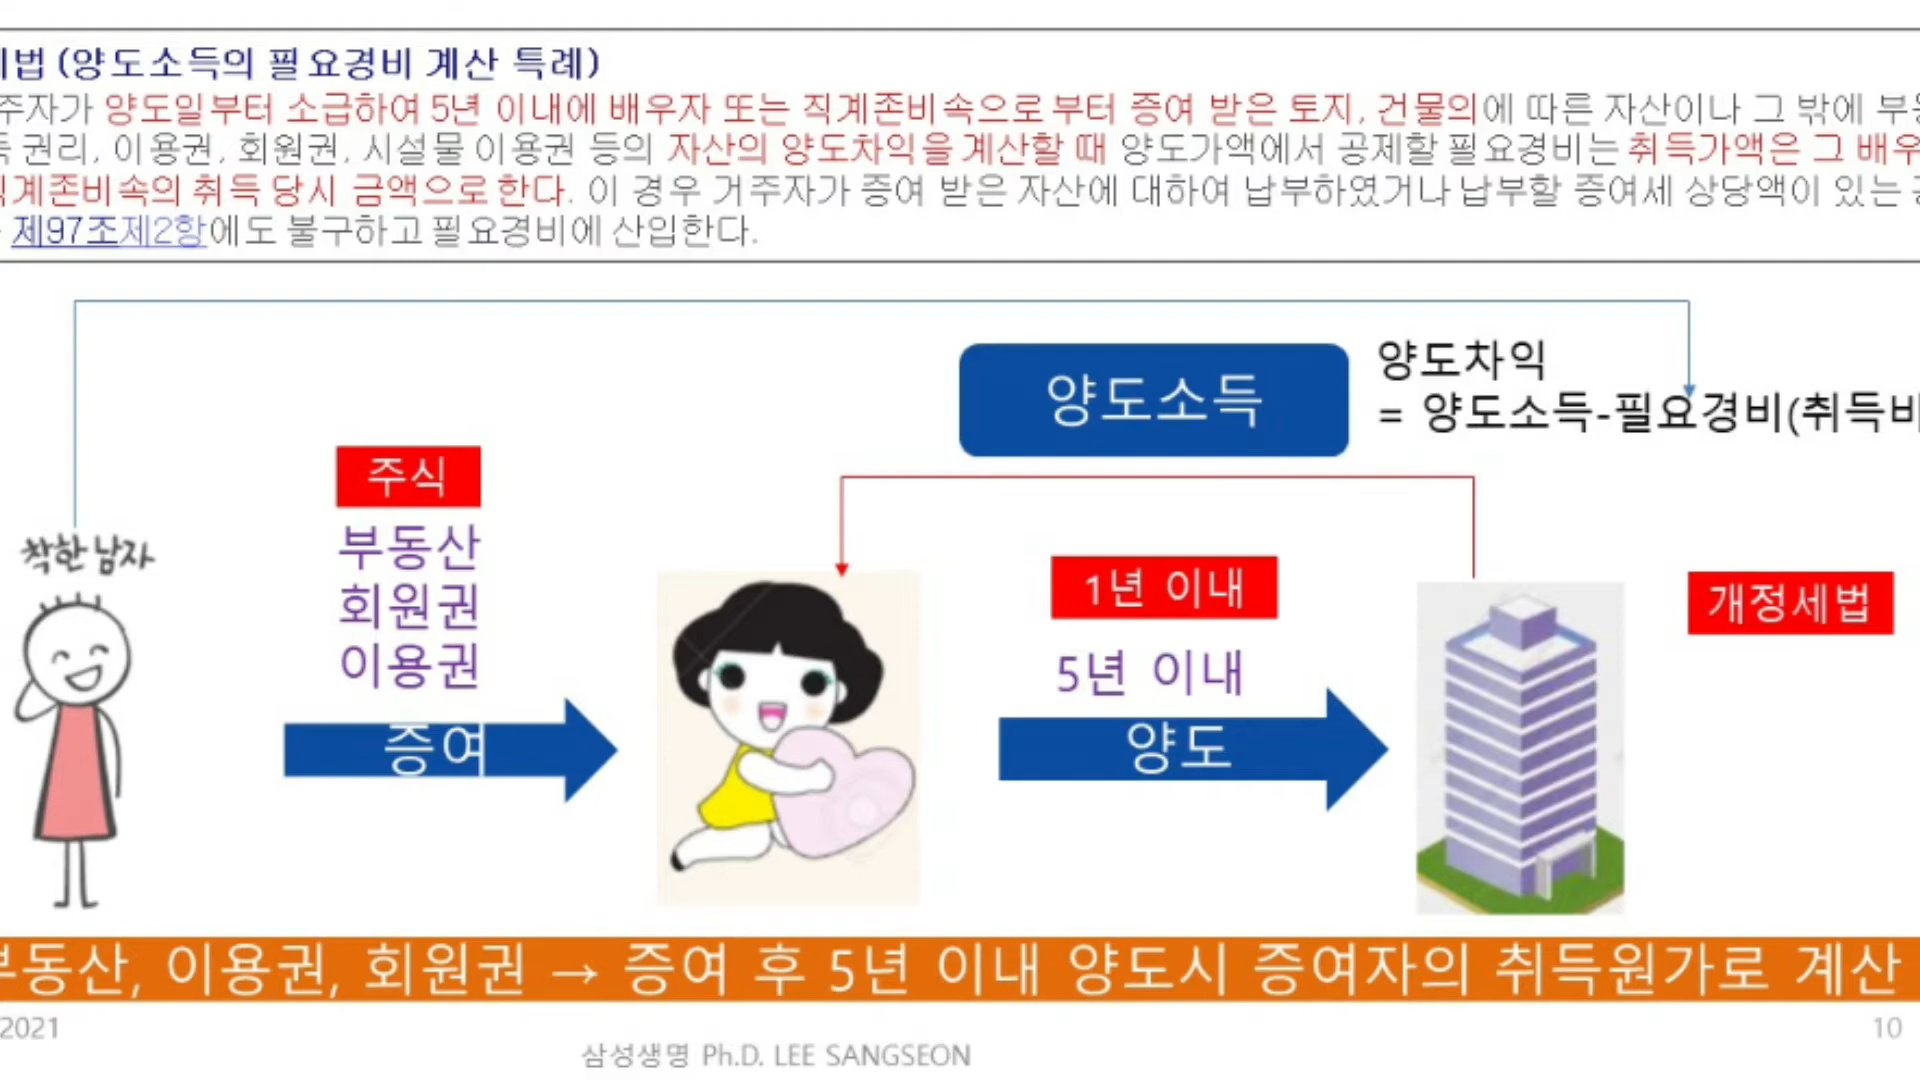 세법 (양도소득의 필요경비 계산 특례)
주자가 양도일부터 소급하여 5년 이내에 배우자 또는 직계존비속으로부터 증여 받은 토지, 건물의에 따른 자산이나 그 밖에 부동
권리, 이용권, 회원권, 시설물 이용권 등의 자산의 양도차익을 계산할 때 양도가액에서 공제할 필요경비는 취득가액은 그 배우
직계존비속의 취득 당시 금액으로 한다. 이 경우 거주자가 증여 받은 자산에 대하여 납부하였거나 납부할 증여세 상당액이 있는
제97조제2항에도 불구하고 필요경비에 산입한다.
양도소득
양도차익
= 양도소득-필요경비(취득비
주식
부동산
회원권
이용권
증여
착한 남자
1년 이내
5년 이내
양도
개정세법
부동산, 이용권, 회원권 → 증여 후 5년 이내 양도시 증여자의 취득원가로 계산
2021
삼성생명 Ph.D. LEE SANGSEON
10